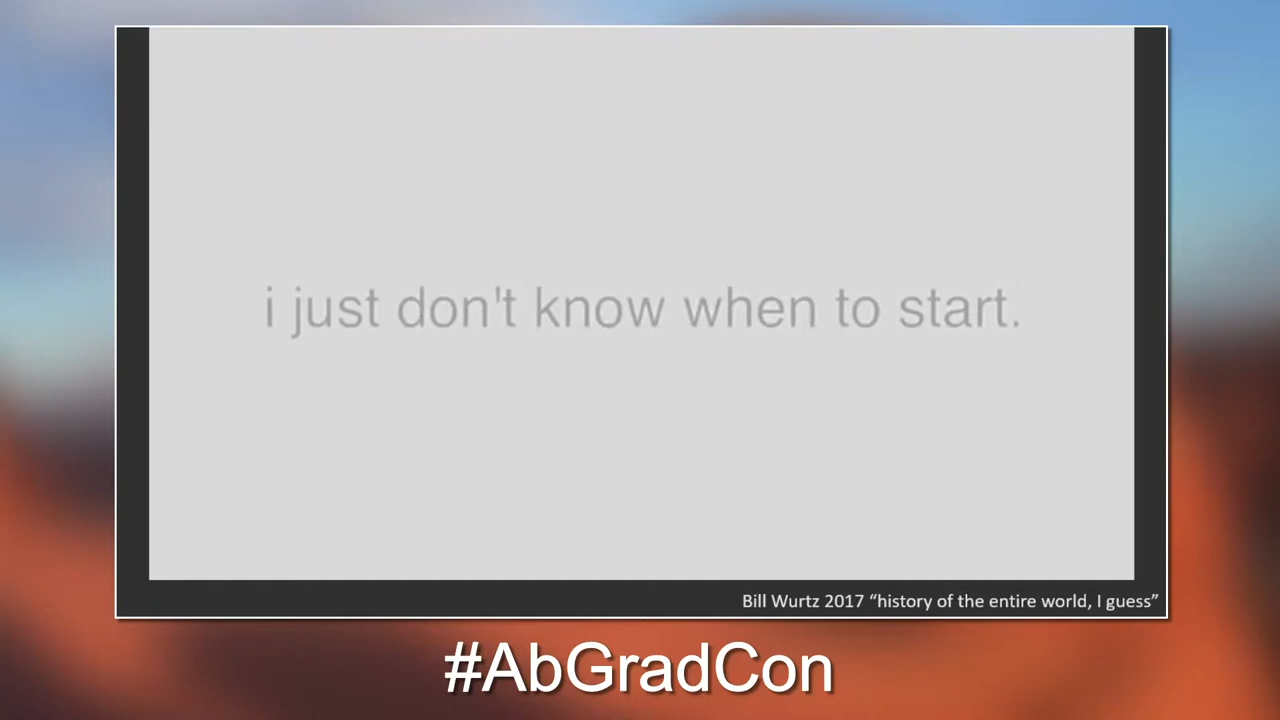 i just don't know when to start.
Bill Wurtz 2017 “history of the entire world, I guess”
#AbGradCon